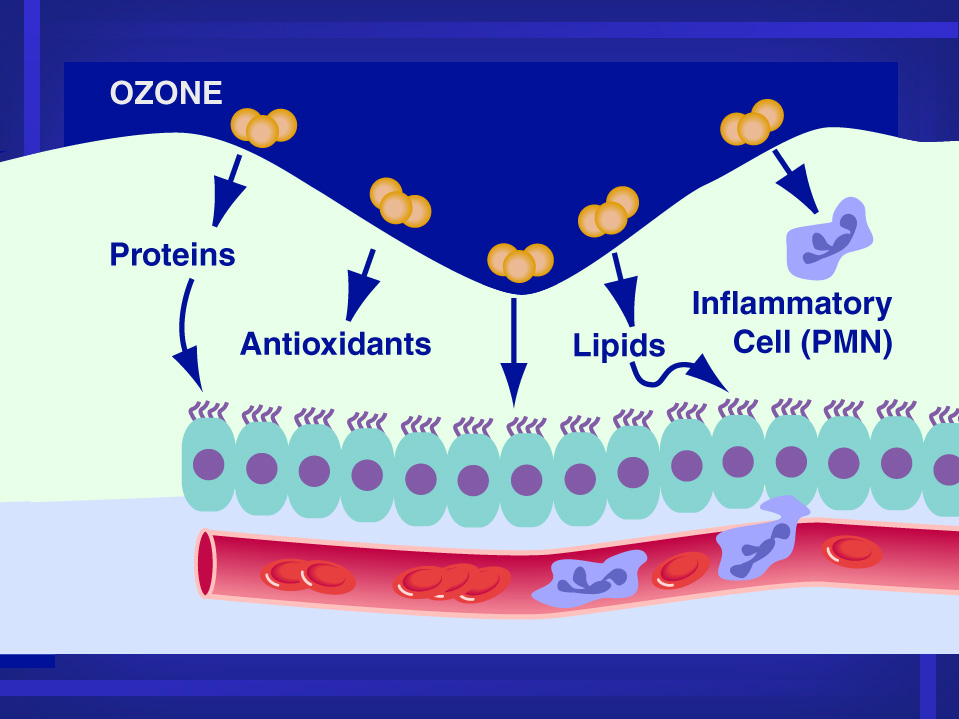 OZONE
Proteins
Antioxidants
Lipids
Inflammatory
Cell (PMN)